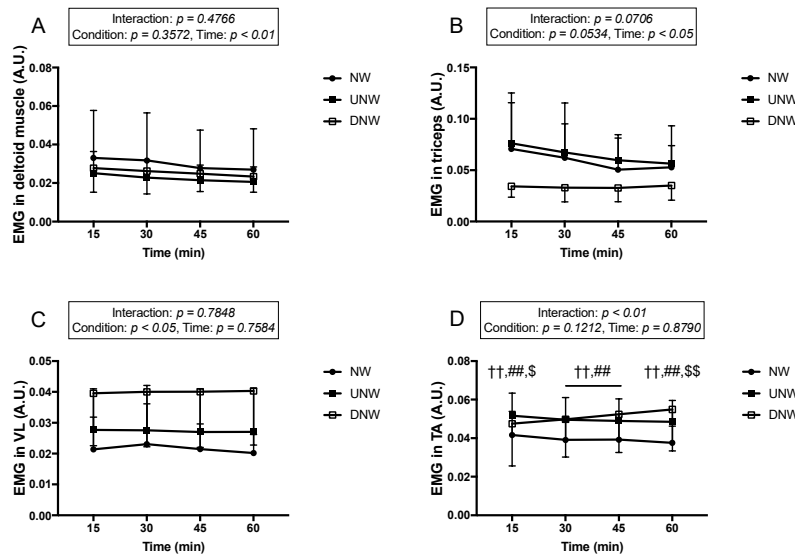 A
Interaction: p = 0.4766
Condition: p = 0.3572, Time: p < 0.01
EMG in deltoid muscle (A.U.)
0.08
0.06
0.04
0.02
0.00
15 30 45 60
Time (min)
NW
UNW
DNW
B
Interaction: p = 0.0706
Condition: p = 0.0534, Time: p < 0.05
EMG in triceps (A.U.)
0.15
0.10
0.05
0.00
15 30 45 60
Time (min)
NW
UNW
DNW
C
Interaction: p = 0.7848
Condition: p < 0.05, Time: p = 0.7584
EMG in VL (A.U.)
0.05
0.04
0.03
0.02
0.01
0.00
15 30 45 60
Time (min)
NW
UNW
DNW
D
Interaction: p < 0.01
Condition: p = 0.1212, Time: p = 0.8790
††,##,$ ††,## ††,##,$$
EMG in TA (A.U.)
0.08
0.06
0.04
0.02
0.00
15 30 45 60
Time (min)
NW
UNW
DNW